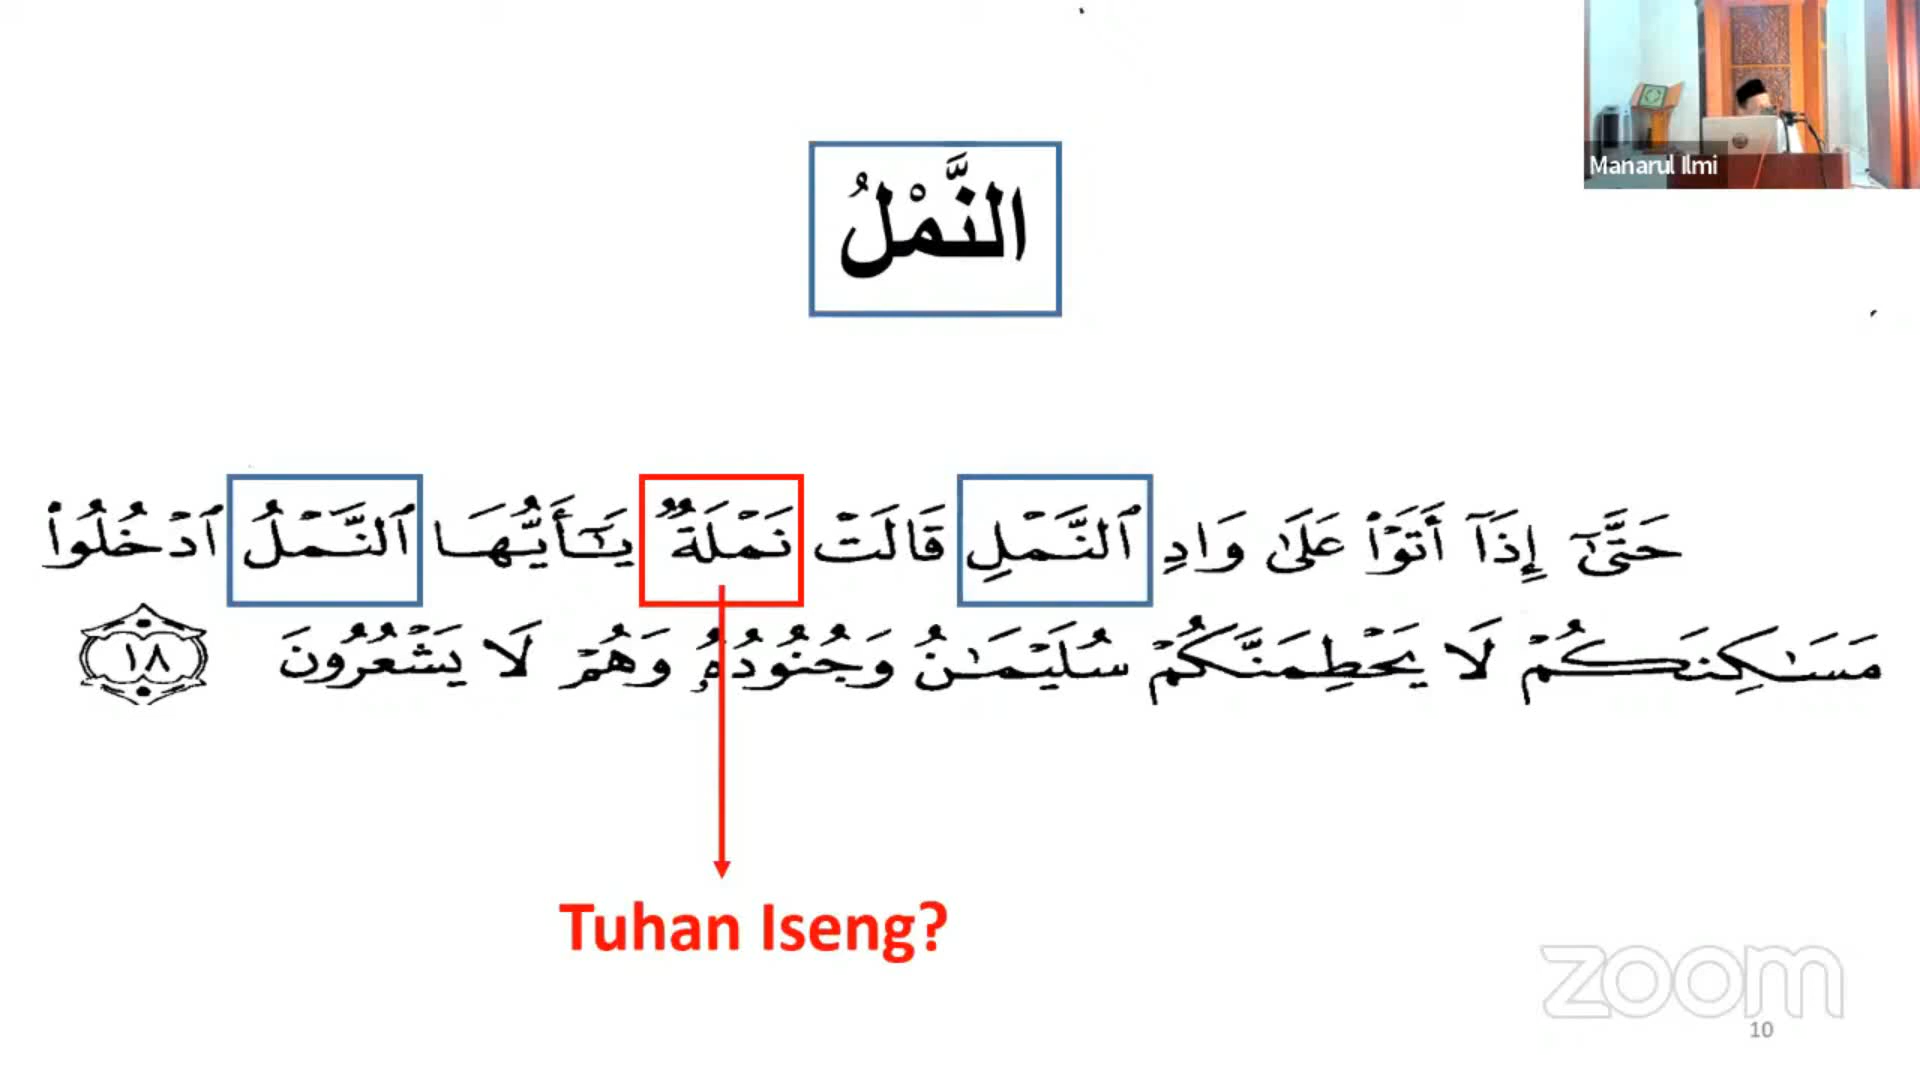 Manarul Ilmi
النَّمْلُ
حَتَّىٰٓ إِذَآ أَتَوْا۟ عَلَىٰ وَادِ ٱلنَّمْلِ قَالَتْ نَمْلَةٌ يَـٰٓأَيُّهَا ٱلنَّمْلُ ٱدْخُلُوا۟
مَسَـٰكِنَكُمْ لَا يَحْطِمَنَّكُمْ سُلَيْمَـٰنُ وَجُنُودُهُۥ وَهُمْ لَا يَشْعُرُونَ ١٨
Tuhan Iseng?
zoom
10